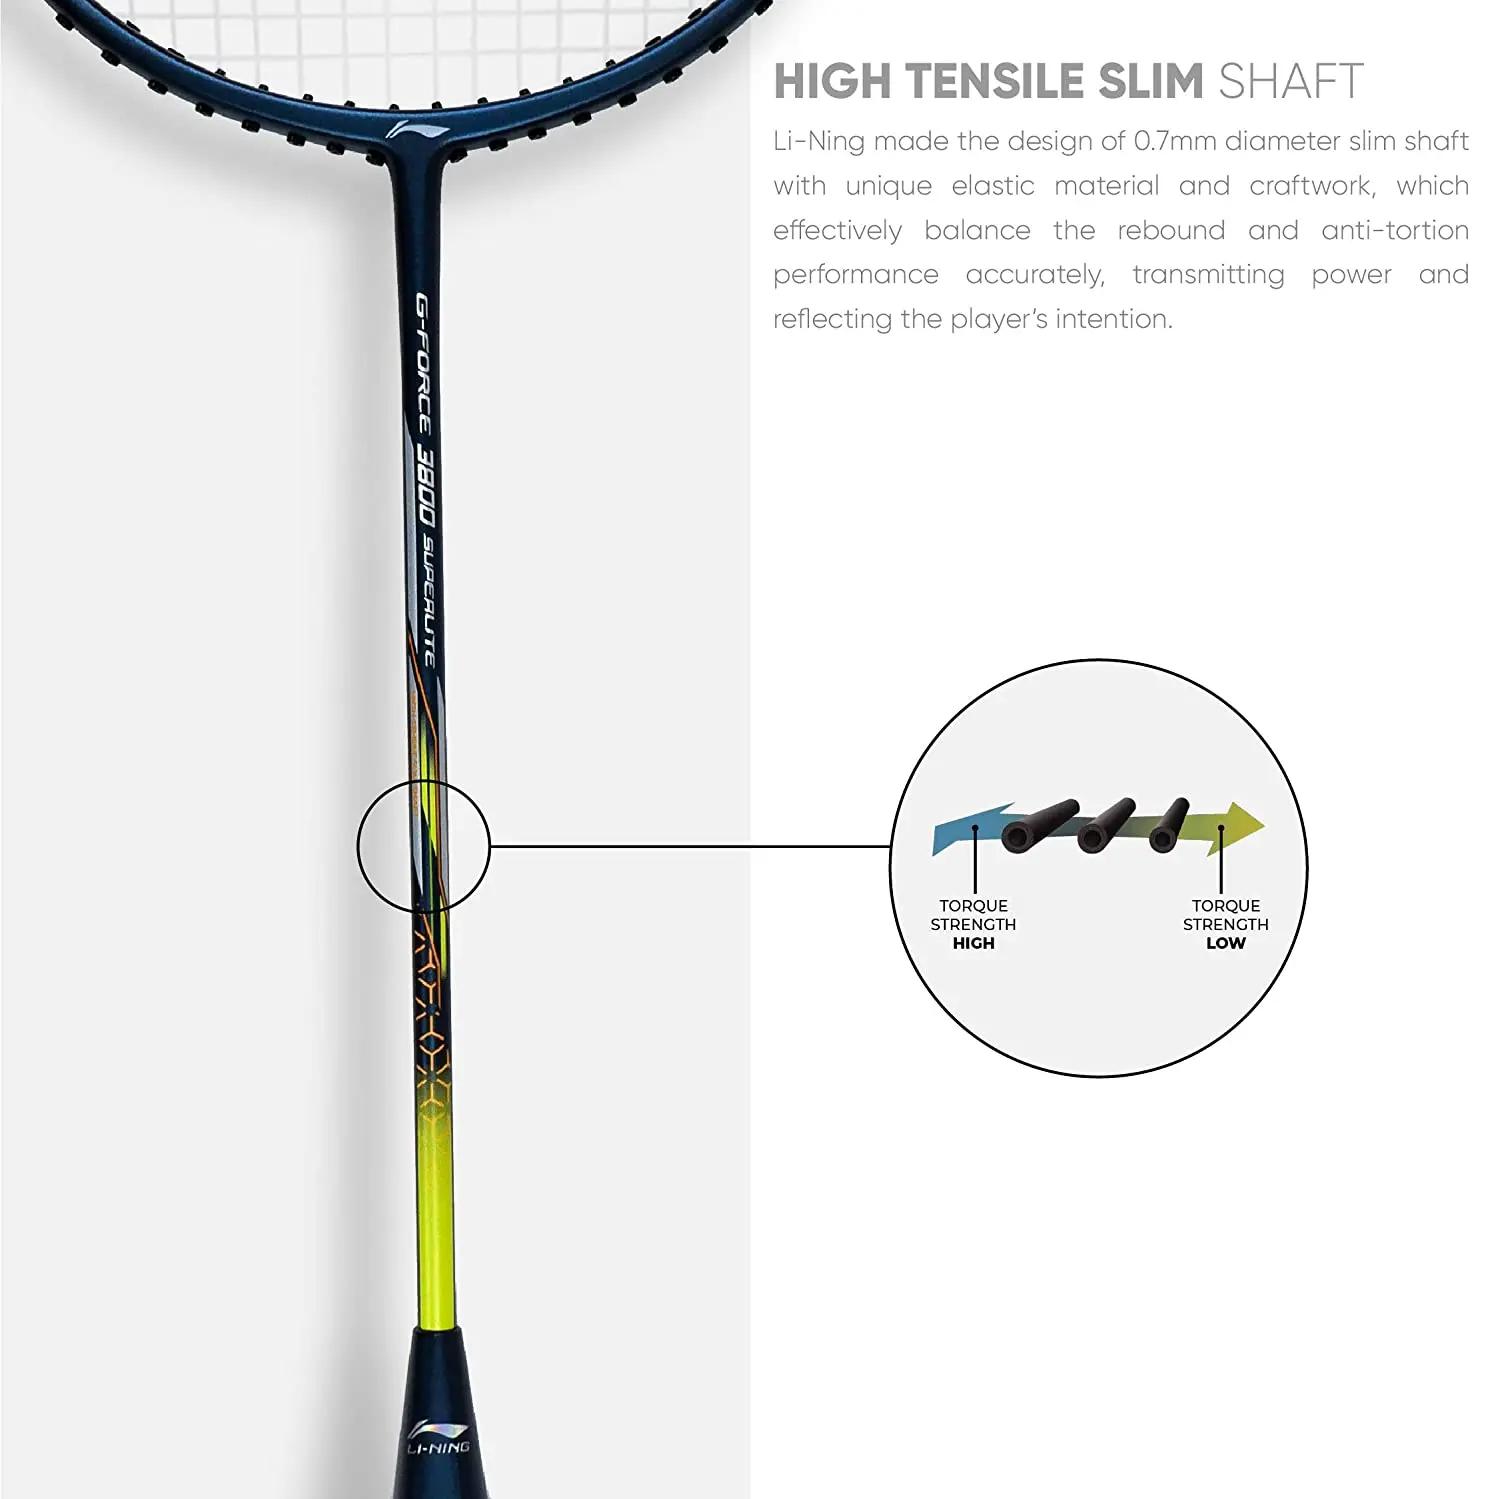 HIGH TENSILE SLIM SHAFT
Li-Ning made the design of 0.7mm diameter slim shaft
with unique elastic material and craftwork, which
effectively balance the rebound and anti-tortion
performance accurately, transmitting power and
reflecting the player's intention.
G-FORCE 3800 SUPERLITE
TORQUE
STRENGTH
HIGH
TORQUE
STRENGTH
LOW
LI-NING